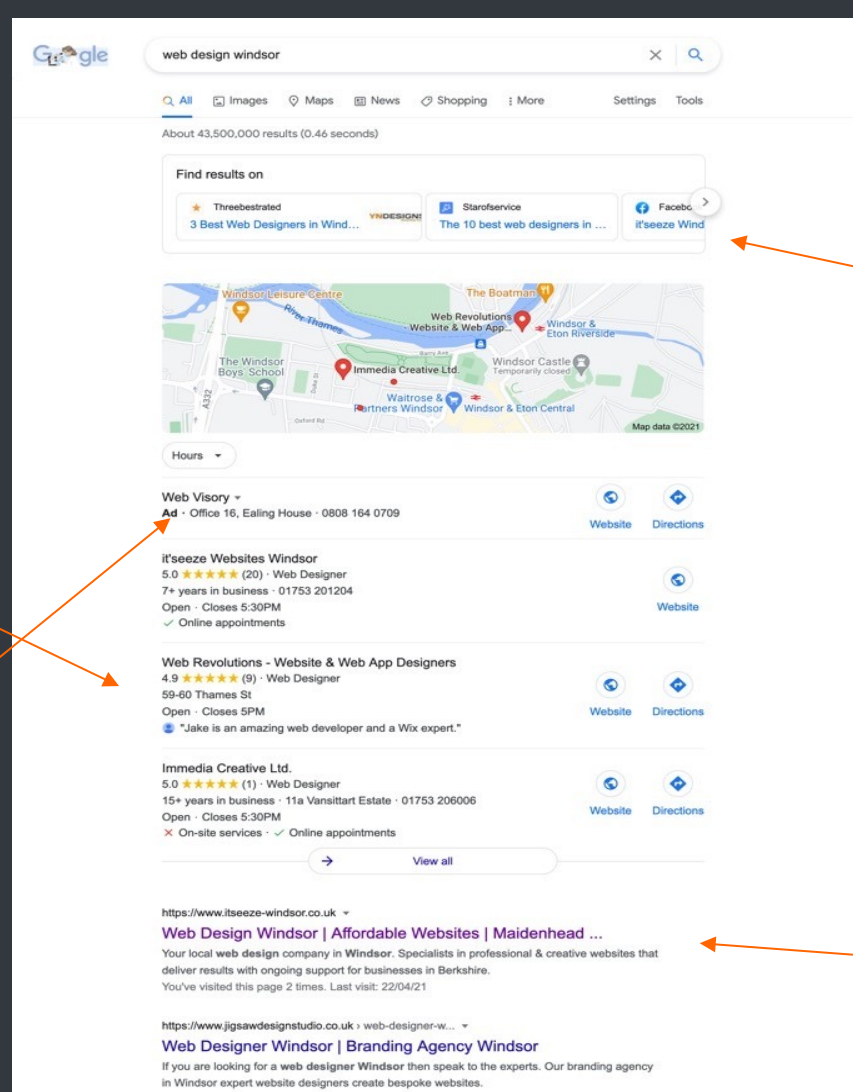 Google
web design windsor
All Images Maps News Shopping More Settings Tools
About 43,500,000 results (0.46 seconds)
Find results on
Threebestrated
3 Best Web Designers in Wind...
YNDESIGNS
Starofservice
The 10 best web designers in ...
Facebo
it'seeze Wind
Windsor Leisure Centre
River Thames
The Boatman
Web Revolutions
Website & Web App...
Windsor &
Eton Riverside
Barry Ave
The Windsor
Boys' School
Duke St
A332
Immedia Creative Ltd.
Windsor Castle
Temporarily closed
Waitrose &
Partners Windsor
Windsor & Eton Central
Oxford Rd
Map data ©2021
Hours
Web Visory
Ad · Office 16, Ealing House · 0808 164 0709
Website Directions
it'seeze Websites Windsor
5.0 ★★★★★ (20) · Web Designer
7+ years in business · 01753 201204
Open · Closes 5:30PM
✓ Online appointments
Website
Web Revolutions - Website & Web App Designers
4.9 ★★★★★ (9) · Web Designer
59-60 Thames St
Open · Closes 5PM
"Jake is an amazing web developer and a Wix expert."
Website Directions
Immedia Creative Ltd.
5.0 ★★★★★ (1) · Web Designer
15+ years in business · 11a Vansittart Estate · 01753 206006
Open · Closes 5:30PM
✕ On-site services · ✓ Online appointments
Website Directions
→ View all
https://www.itseeze-windsor.co.uk
Web Design Windsor | Affordable Websites | Maidenhead ...
Your local web design company in Windsor. Specialists in professional & creative websites that
deliver results with ongoing support for businesses in Berkshire.
You've visited this page 2 times. Last visit: 22/04/21
https://www.jigsawdesignstudio.co.uk › web-designer-w...
Web Designer Windsor | Branding Agency Windsor
If you are looking for a web designer Windsor then speak to the experts. Our branding agency
in Windsor expert website designers create bespoke websites.